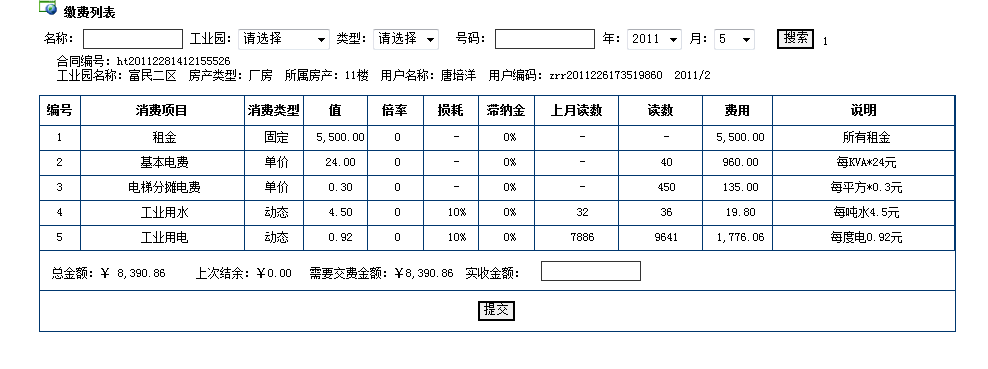 缴费列表
名称: 工业园: 请选择 类型: 请选择 号码: 年: 2011 月: 5 搜索 1
合同编号: ht20112281412155526
工业园名称: 富民二区 房产类型: 厂房 所属房产: 11楼 用户名称: 唐培洋 用户编码: zrr2011226173519860 2011/2
编号 消费项目 消费类型 值 倍率 损耗 滞纳金 上月读数 读数 费用 说明
1 租金 固定 5,500.00 0 - 0% - - 5,500.00 所有租金
2 基本电费 单价 24.00 0 - 0% - 40 960.00 每KVA*24元
3 电梯分摊电费 单价 0.30 0 - 0% - 450 135.00 每平方*0.3元
4 工业用水 动态 4.50 0 10% 0% 32 36 19.80 每吨水4.5元
5 工业用电 动态 0.92 0 10% 0% 7886 9641 1,776.06 每度电0.92元
总金额: ¥ 8,390.86 上次结余: ¥0.00 需要交费金额: ¥8,390.86 实收金额:
提交